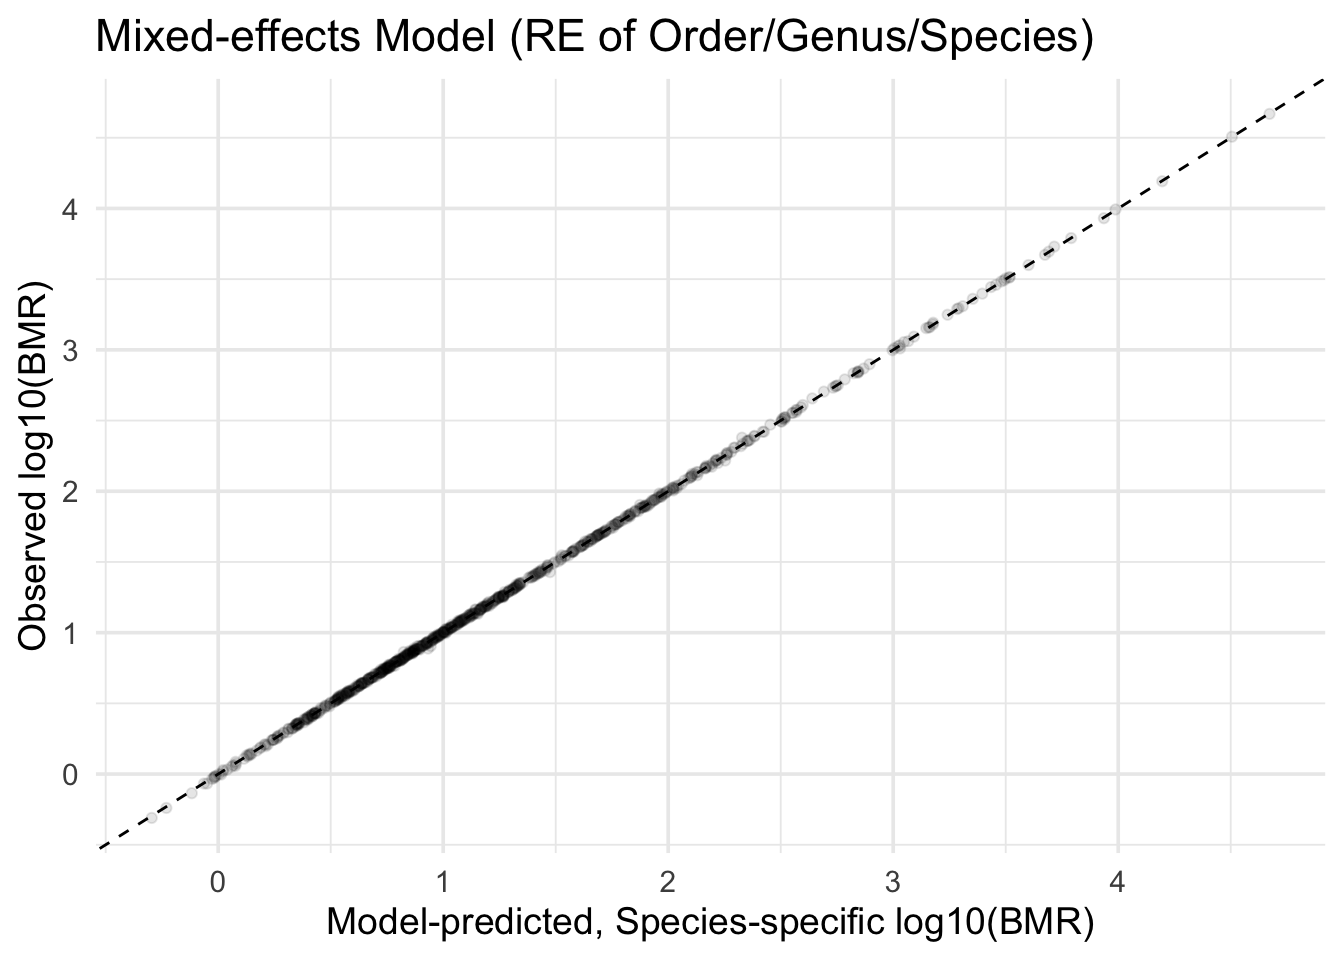 Mixed-effects Model (RE of Order/Genus/Species)
Observed log10(BMR)
4
3
2
1
0
0 1 2 3 4
Model-predicted, Species-specific log10(BMR)